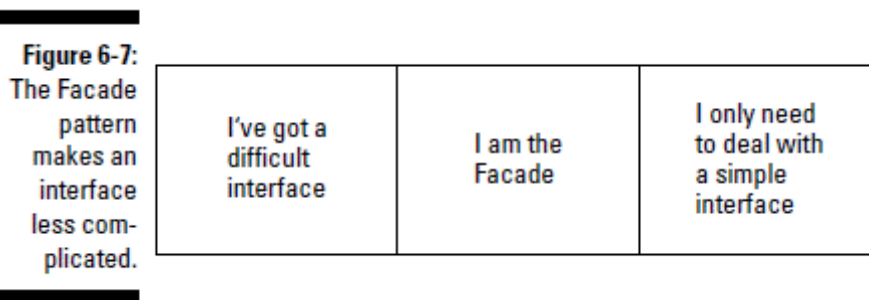 Figure 6-7:
The Facade
pattern
makes an
interface
less com-
plicated.
I've got a
difficult
interface
I am the
Facade
I only need
to deal with
a simple
interface